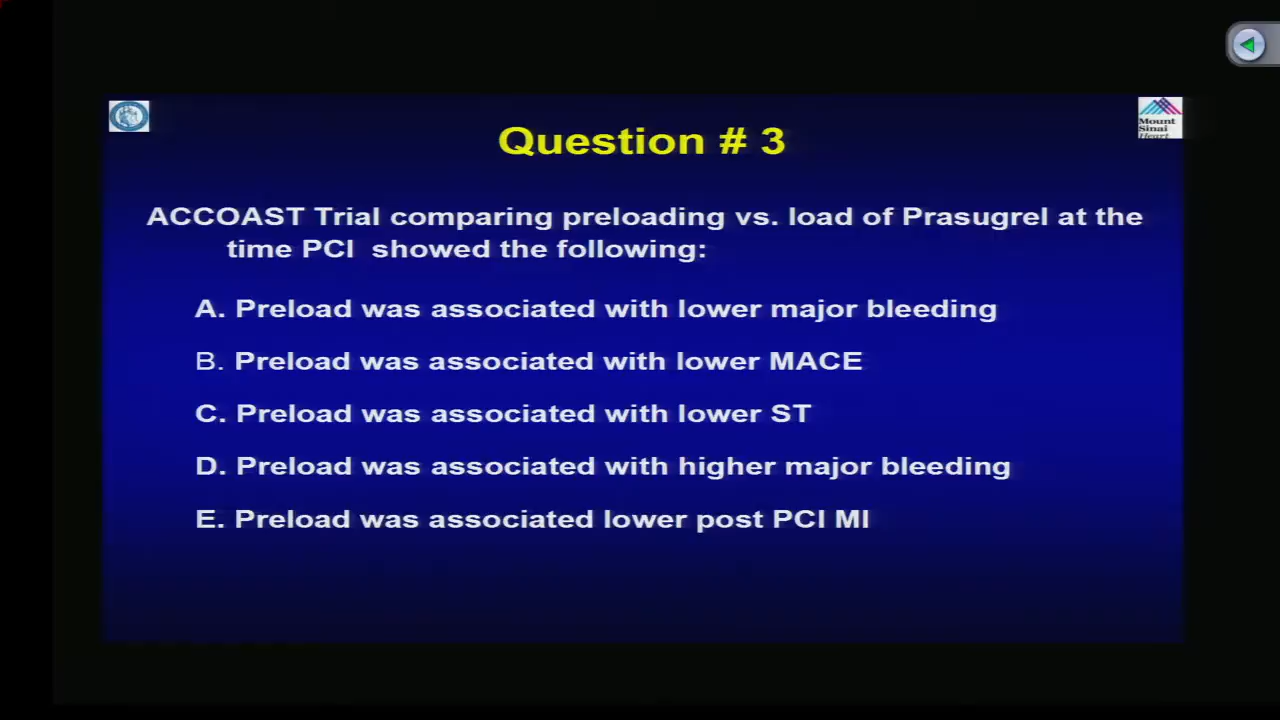 Mount
Sinai
Heart
Question # 3
ACCOAST Trial comparing preloading vs. load of Prasugrel at the
time PCI showed the following:
A. Preload was associated with lower major bleeding
B. Preload was associated with lower MACE
C. Preload was associated with lower ST
D. Preload was associated with higher major bleeding
E. Preload was associated lower post PCI MI